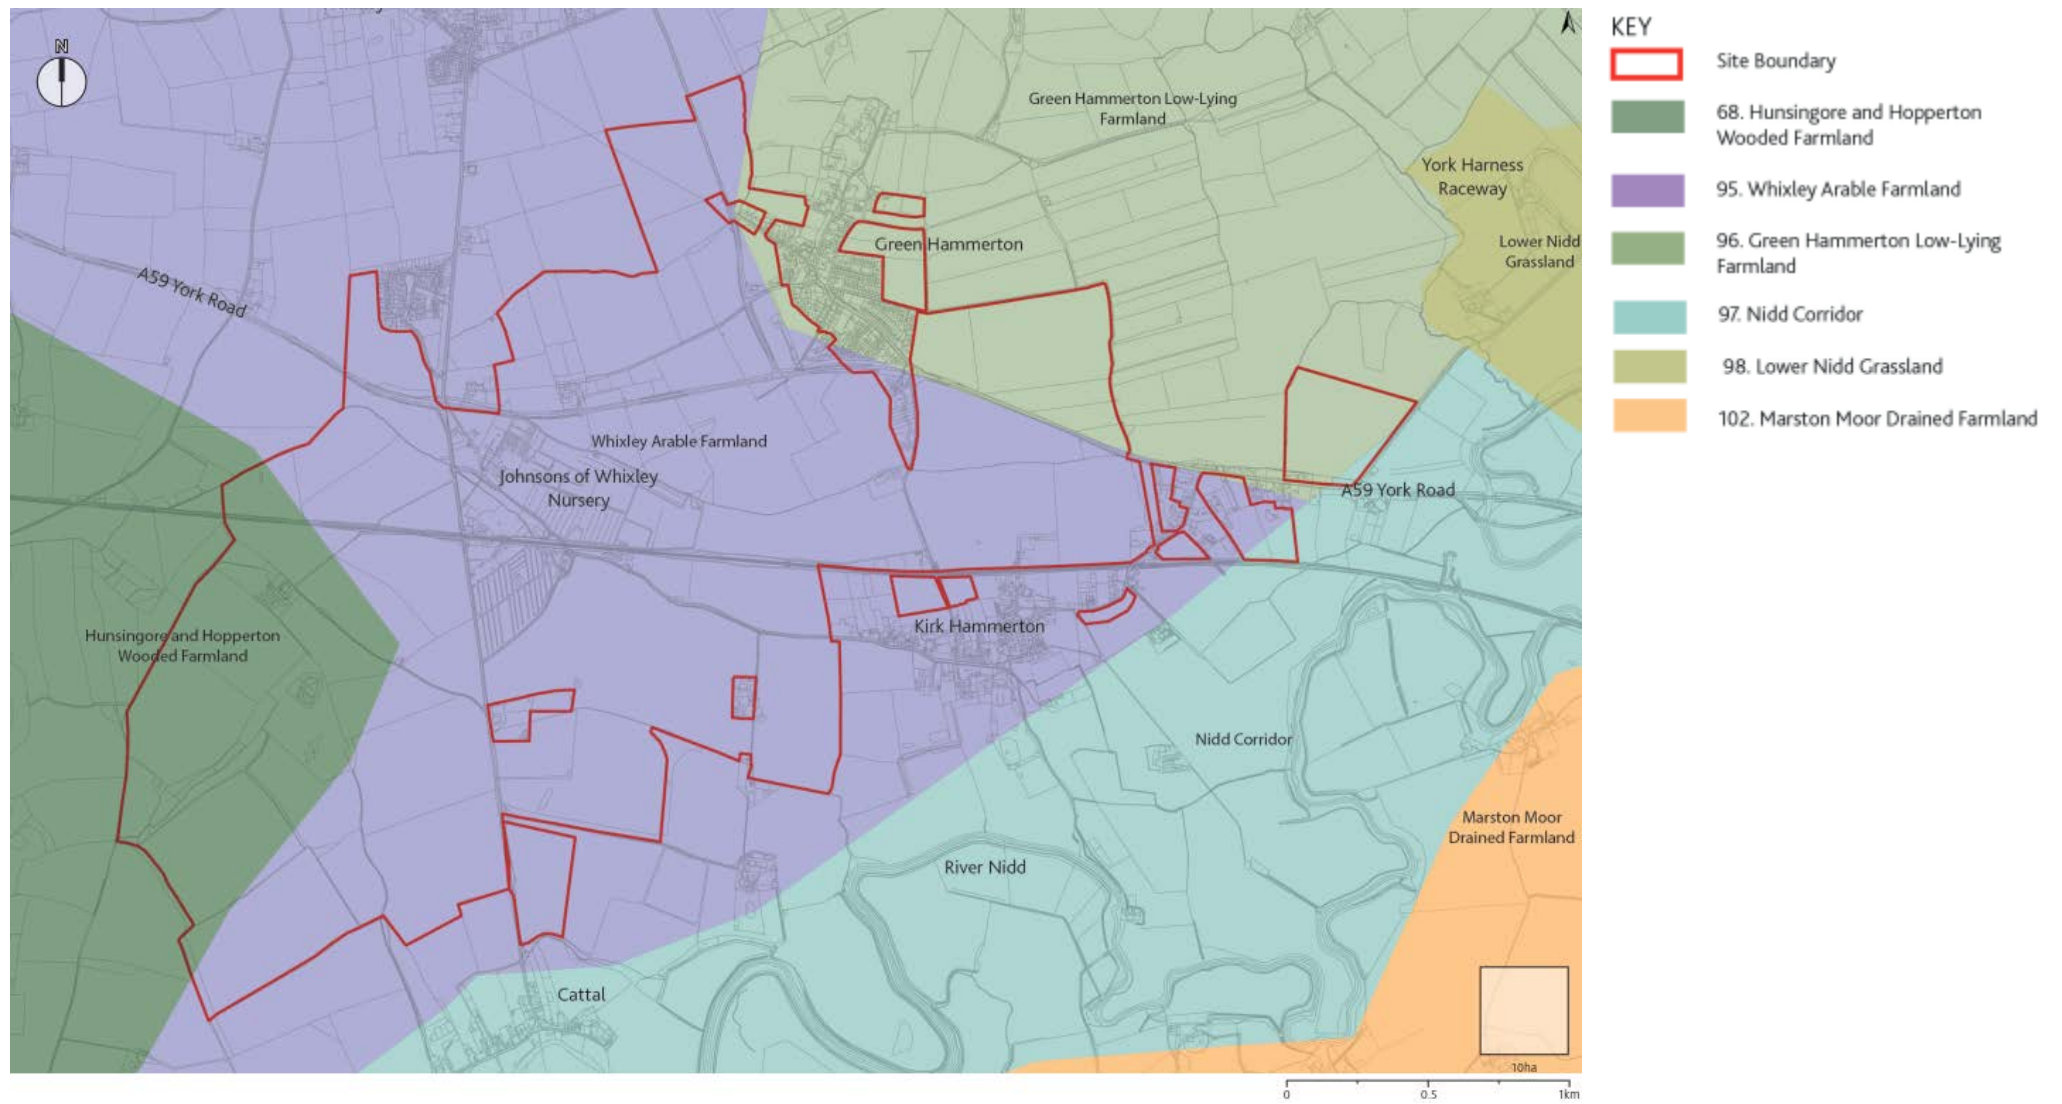 N
Green Hammerton Low-Lying
Farmland
York Harness
Raceway
Green Hammerton
Lower Nidd
Grassland
A59 York Road
Whixley Arable Farmland
Johnsons of Whixley
Nursery
A59 York Road
Hunsingore and Hopperton
Wooded Farmland
Kirk Hammerton
Nidd Corridor
Marston Moor
Drained Farmland
River Nidd
Cattal
10ha
0 0.5 1km
KEY
Site Boundary
68. Hunsingore and Hopperton
Wooded Farmland
95. Whixley Arable Farmland
96. Green Hammerton Low-Lying
Farmland
97. Nidd Corridor
98. Lower Nidd Grassland
102. Marston Moor Drained Farmland